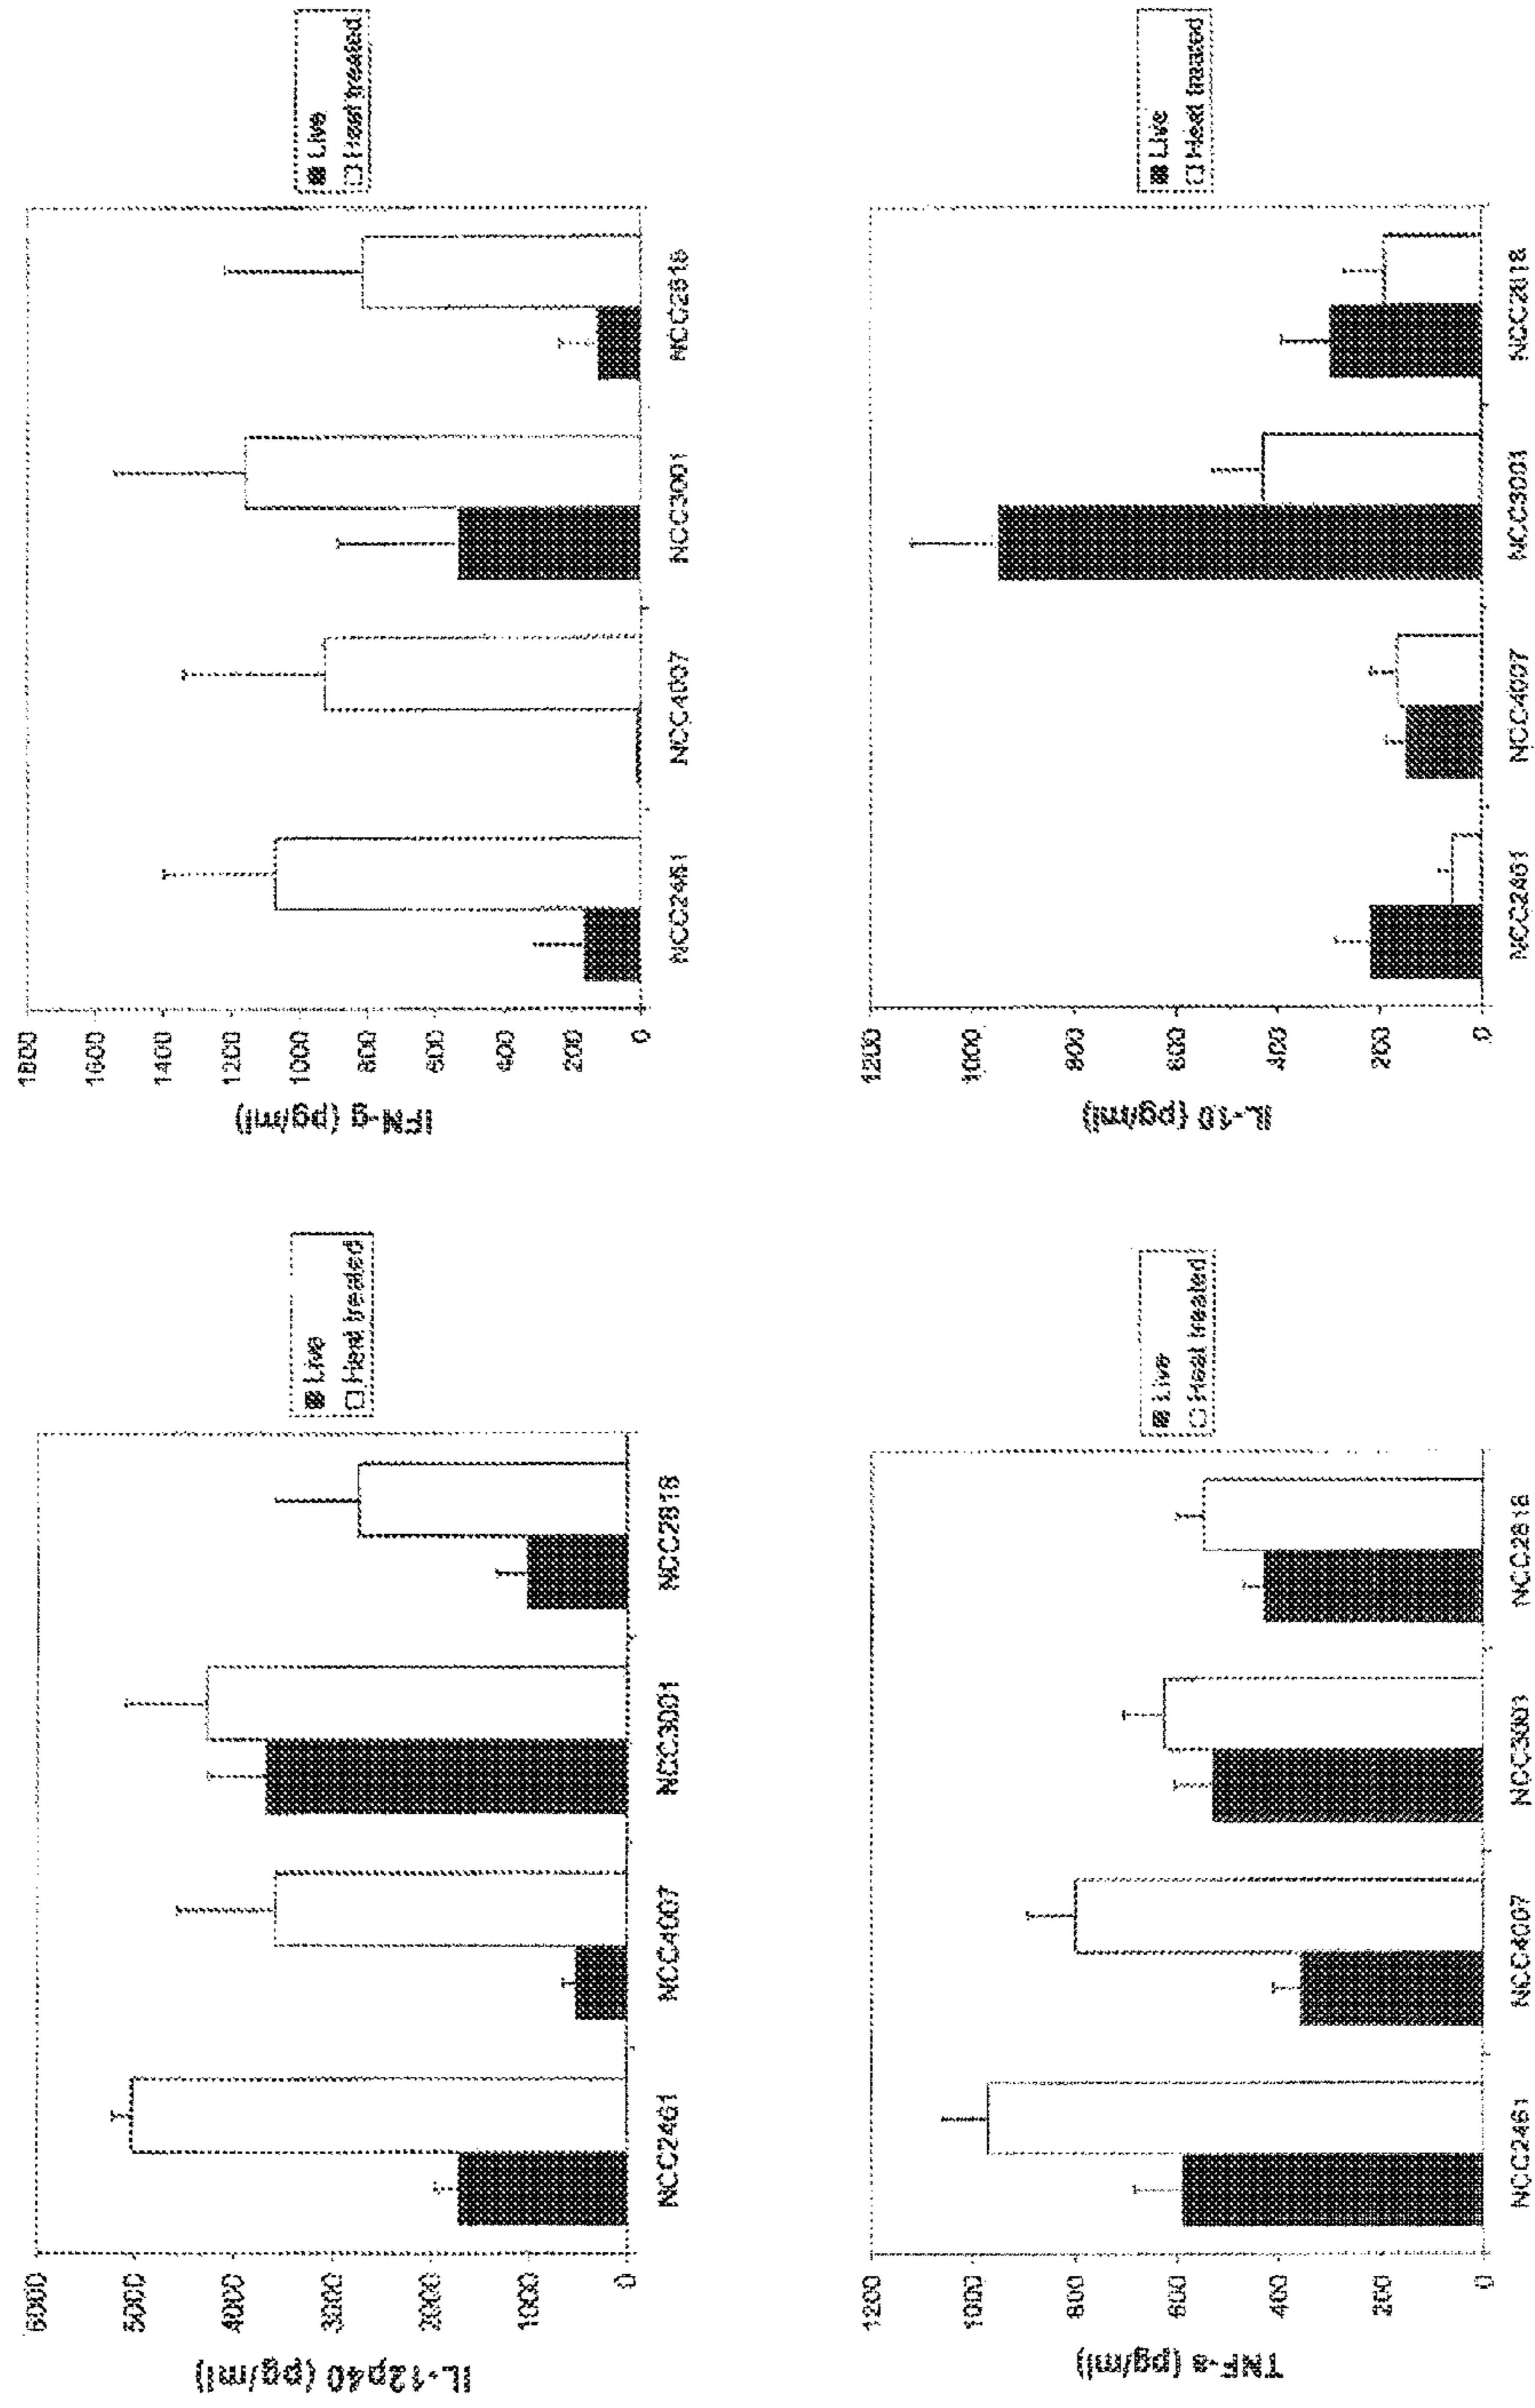 IL-12p40 (pg/ml)
6000
5000
4000
3000
2000
1000
0
NCC2461
NCC4007
NCC3001
NCC2818
Live
Heat treated
IFN-g (pg/ml)
1800
1600
1400
1200
1000
800
600
400
200
0
NCC2461
NCC4007
NCC3001
NCC2818
Live
Heat treated
TNF-a (pg/ml)
1200
1000
800
600
400
200
0
NCC2461
NCC4007
NCC3001
NCC2818
Live
Heat treated
IL-10 (pg/ml)
1200
1000
800
600
400
200
0
NCC2461
NCC4007
NCC3001
NCC2818
Live
Heat treated